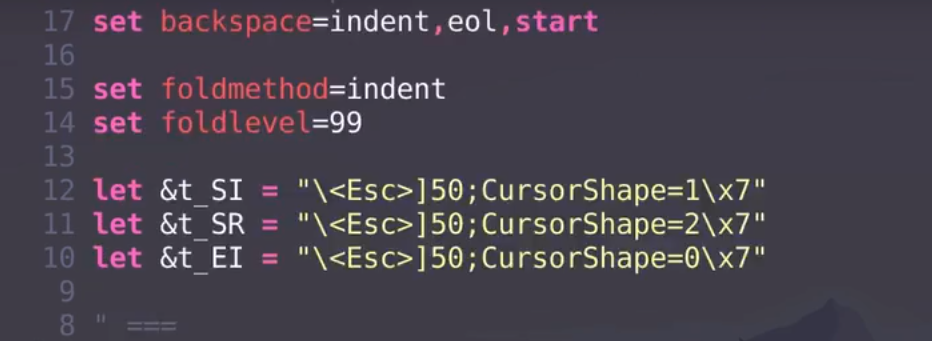 17 set backspace=indent,eol,start
16
15 set foldmethod=indent
14 set foldlevel=99
13
12 let &t_SI = "\<Esc>]50;CursorShape=1\x7"
11 let &t_SR = "\<Esc>]50;CursorShape=2\x7"
10 let &t_EI = "\<Esc>]50;CursorShape=0\x7"
9
8 " ===